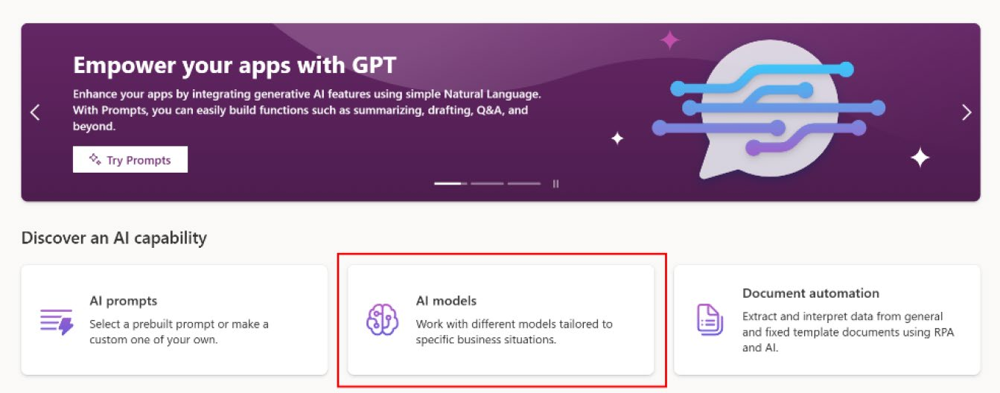 Empower your apps with GPT
Enhance your apps by integrating generative AI features using simple Natural Language.
With Prompts, you can easily build functions such as summarizing, drafting, Q&A, and
beyond.
Try Prompts
Discover an AI capability
AI prompts
Select a prebuilt prompt or make a
custom one of your own.
AI models
Work with different models tailored to
specific business situations.
Document automation
Extract and interpret data from general
and fixed template documents using RPA
and AI.